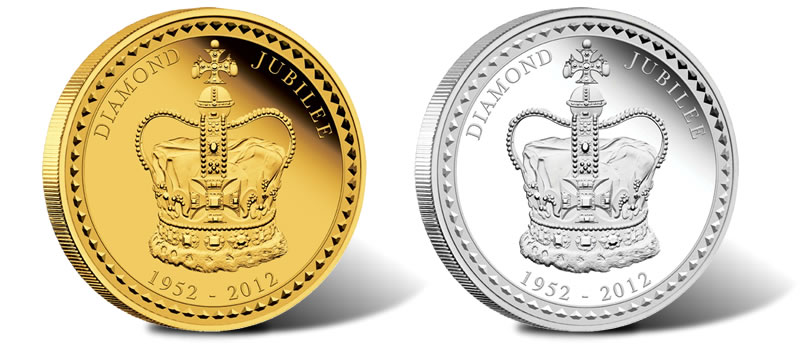 DIAMOND JUBILEE
1952 - 2012
DIAMOND JUBILEE
1952 - 2012